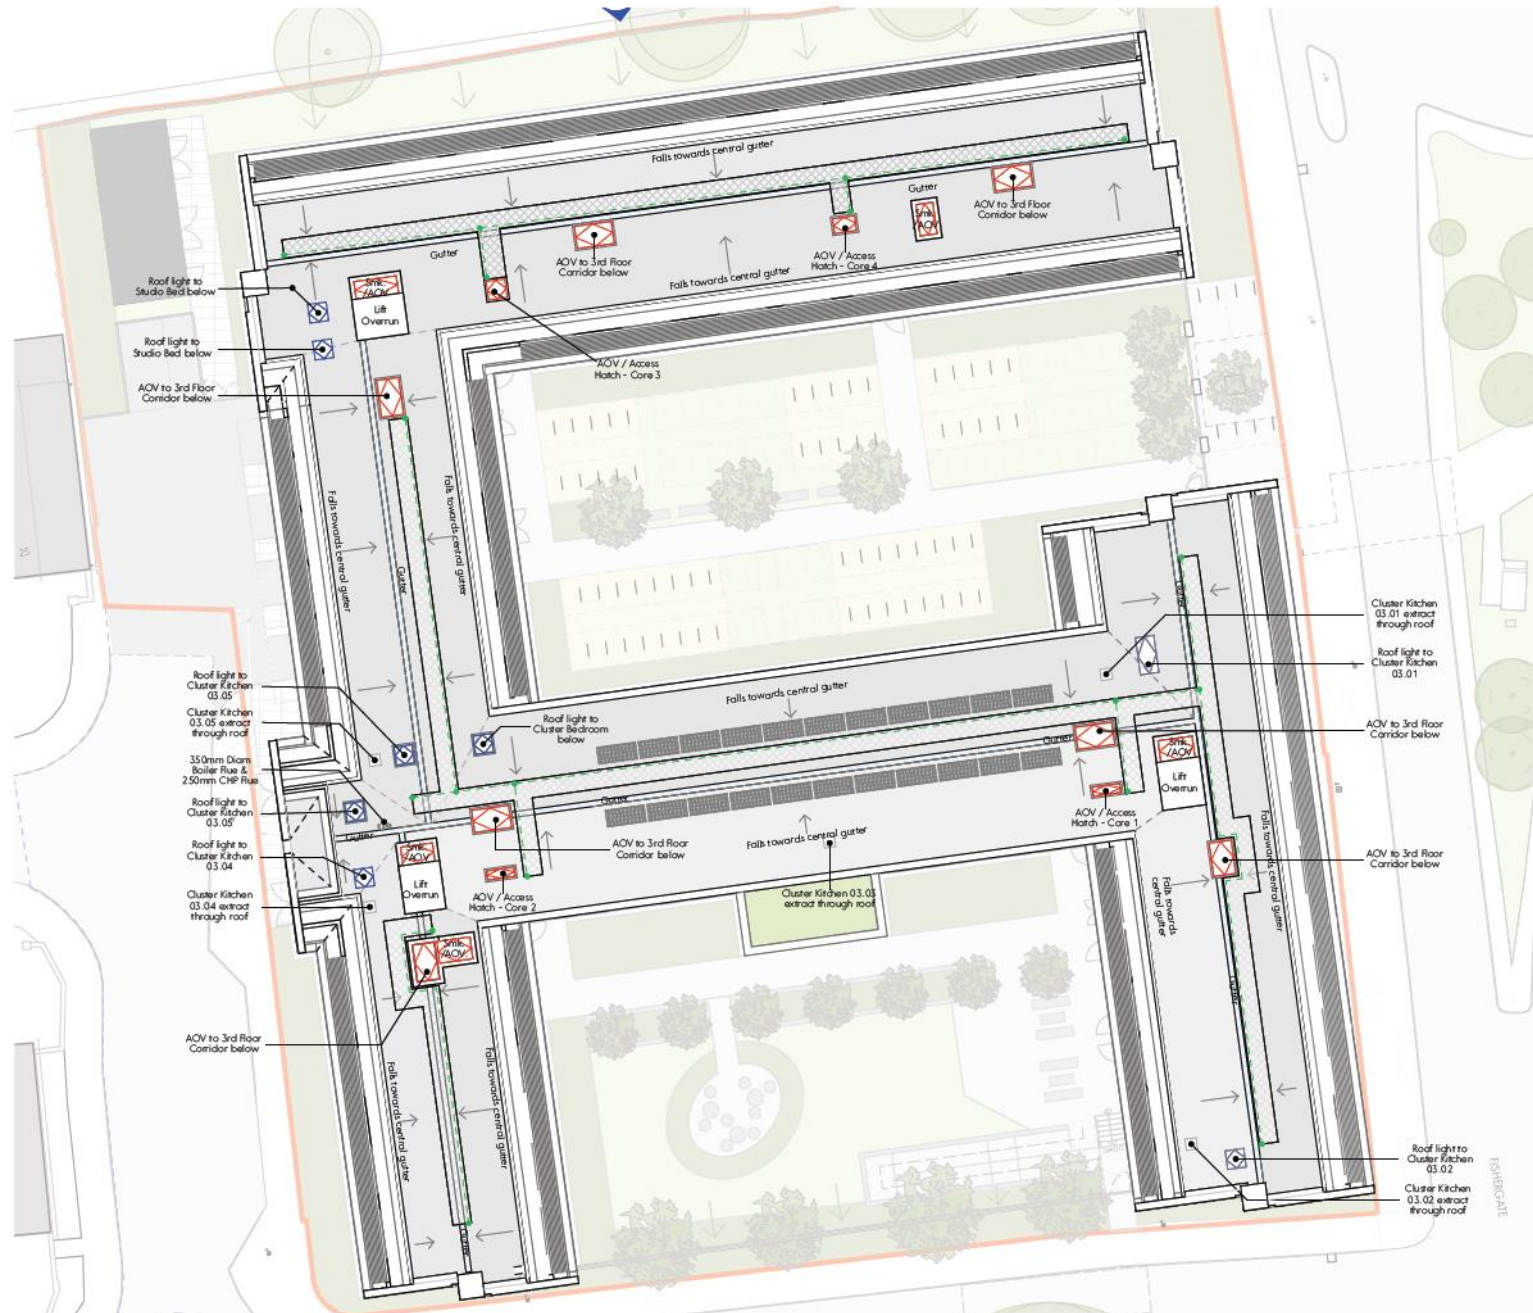 Falls towards central gutter
Gutter
AOV to 3rd Floor
Corridor below
Smk.
/AOV
Gutter
AOV to 3rd Floor
Corridor below
AOV / Access
Hatch - Core 4
Falls towards central gutter
Roof light to
Studio Bed below
Smk.
/AOV
Lift
Overrun
Roof light to
Studio Bed below
AOV / Access
Hatch - Core 3
AOV to 3rd Floor
Corridor below
Falls towards central gutter
Falls towards central gutter
Gutter
25
Gutter
Cluster Kitchen
03.01 extract
through roof
Roof light to
Cluster Kitchen
03.01
Roof light to
Cluster Kitchen
03.05
Cluster Kitchen
03.05 extract
through roof
350mm Diam
Boiler Flue &
250mm CHP Flue
Roof light to
Cluster Kitchen
03.05
Roof light to
Cluster Kitchen
03.04
Cluster Kitchen
03.04 extract
through roof
Falls towards central gutter
Roof light to
Cluster Bedroom
below
Gutter
AOV to 3rd Floor
Corridor below
Smk.
/AOV
Lift
Overrun
Gutter
AOV / Access
Hatch - Core 1
Gutter
Falls towards central gutter
AOV to 3rd Floor
Corridor below
Smk.
/AOV
Lift
Overrun
AOV / Access
Hatch - Core 2
Cluster Kitchen 03.03
extract through roof
AOV to 3rd Floor
Corridor below
Falls towards
central gutter
Falls towards central gutter
Smk.
/AOV
Gutter
AOV to 3rd Floor
Corridor below
Falls towards central gutter
Falls towards central gutter
Gutter
Roof light to
Cluster Kitchen
03.02
Cluster Kitchen
03.02 extract
through roof
FISHERGATE